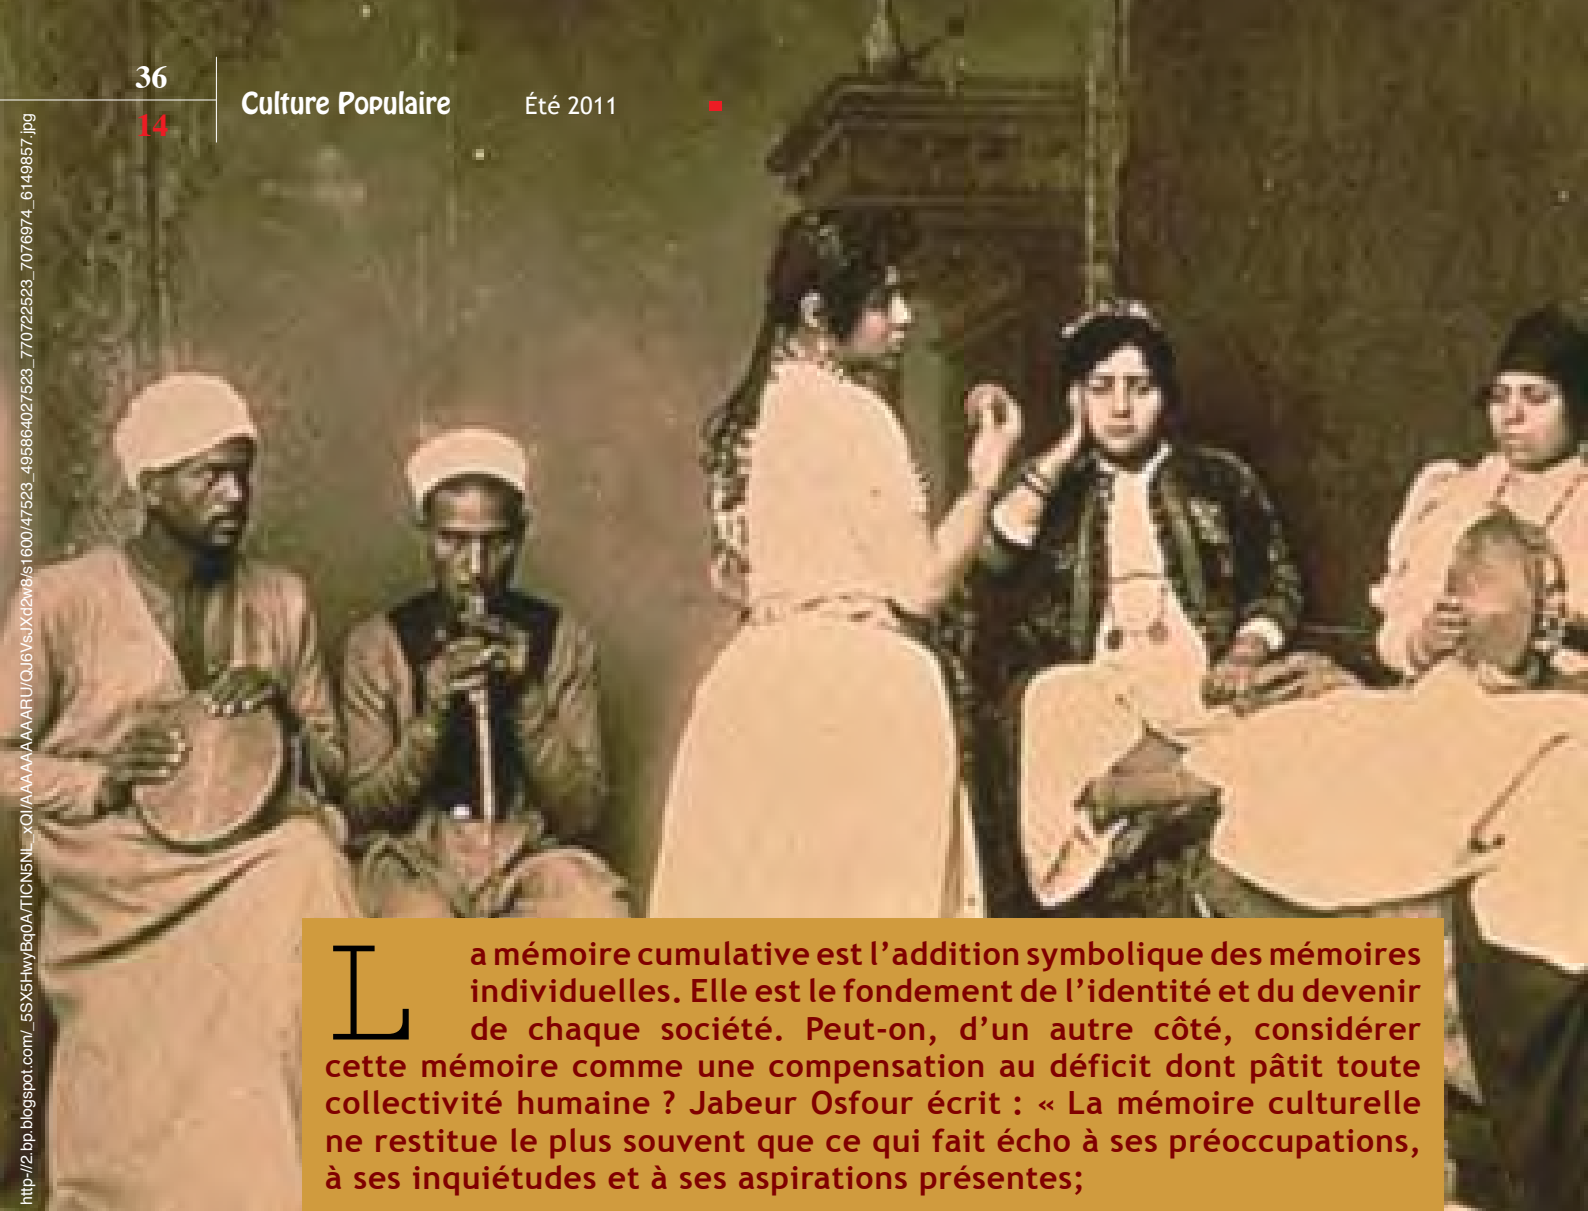 36
14
Culture Populaire Été 2011
http-//2.bp.blogspot.com/_5SX5HwyBq0A/TICN5NL_xQI/AAAAAAAAARU/QJ6VsJXd2w8/s1600/47523_495864027523_770722523_7076974_6149857.jpg
La mémoire cumulative est l’addition symbolique des mémoires
individuelles. Elle est le fondement de l’identité et du devenir
de chaque société. Peut-on, d’un autre côté, considérer
cette mémoire comme une compensation au déficit dont pâtit toute
collectivité humaine ? Jabeur Osfour écrit : « La mémoire culturelle
ne restitue le plus souvent que ce qui fait écho à ses préoccupations,
à ses inquiétudes et à ses aspirations présentes;